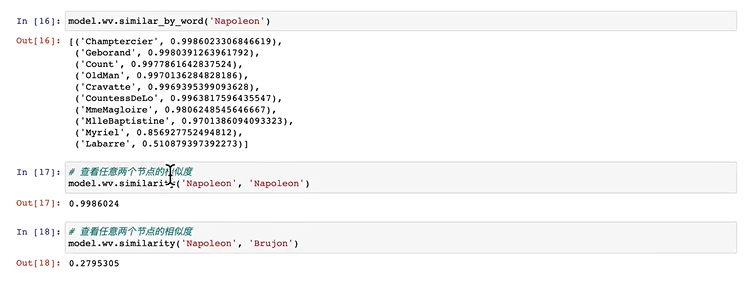 In [16]: model.wv.similar_by_word('Napoleon')
Out[16]: [('Champtercier', 0.9986023306846619),
('Geborand', 0.9980391263961792),
('Count', 0.9977861642837524),
('OldMan', 0.9970136284828186),
('Cravatte', 0.9969395399093628),
('CountessDeLo', 0.9963817596435547),
('MmeMagloire', 0.9806248545646667),
('MlleBaptistine', 0.9701386094093323),
('Myriel', 0.856927752494812),
('Labarre', 0.510879397392273)]
In [17]: # 查看任意两个节点的相似度
model.wv.similarit('Napoleon', 'Napoleon')
Out[17]: 0.9986024
In [18]: # 查看任意两个节点的相似度
model.wv.similarity('Napoleon', 'Brujon')
Out[18]: 0.2795305